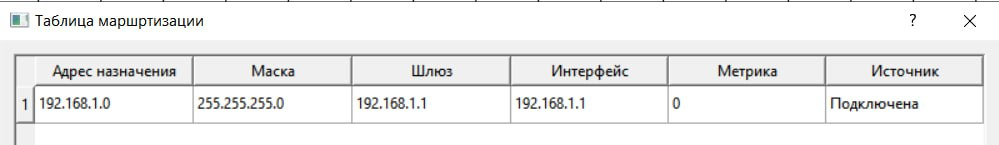 Таблица маршртизации
Адрес назначения Маска Шлюз Интерфейс Метрика Источник
1 192.168.1.0 255.255.255.0 192.168.1.1 192.168.1.1 0 Подключена